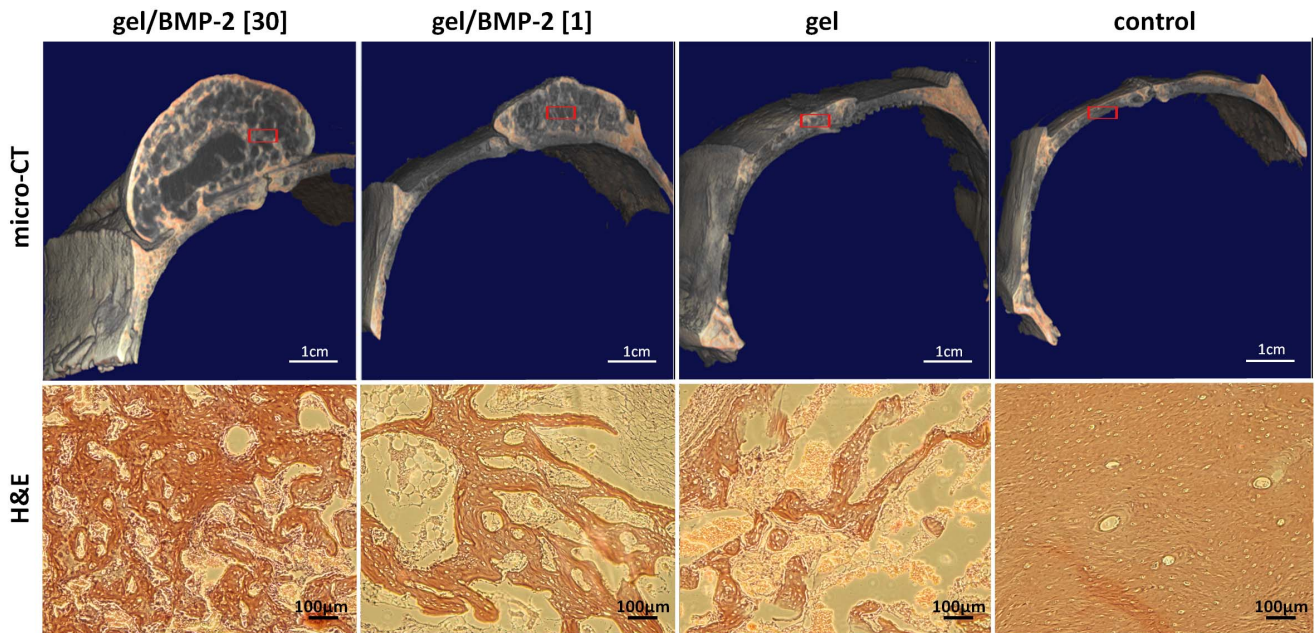 gel/BMP-2 [30] gel/BMP-2 [1] gel control
micro-CT
1cm 1cm 1cm 1cm
H&E
100µm 100µm 100µm 100µm